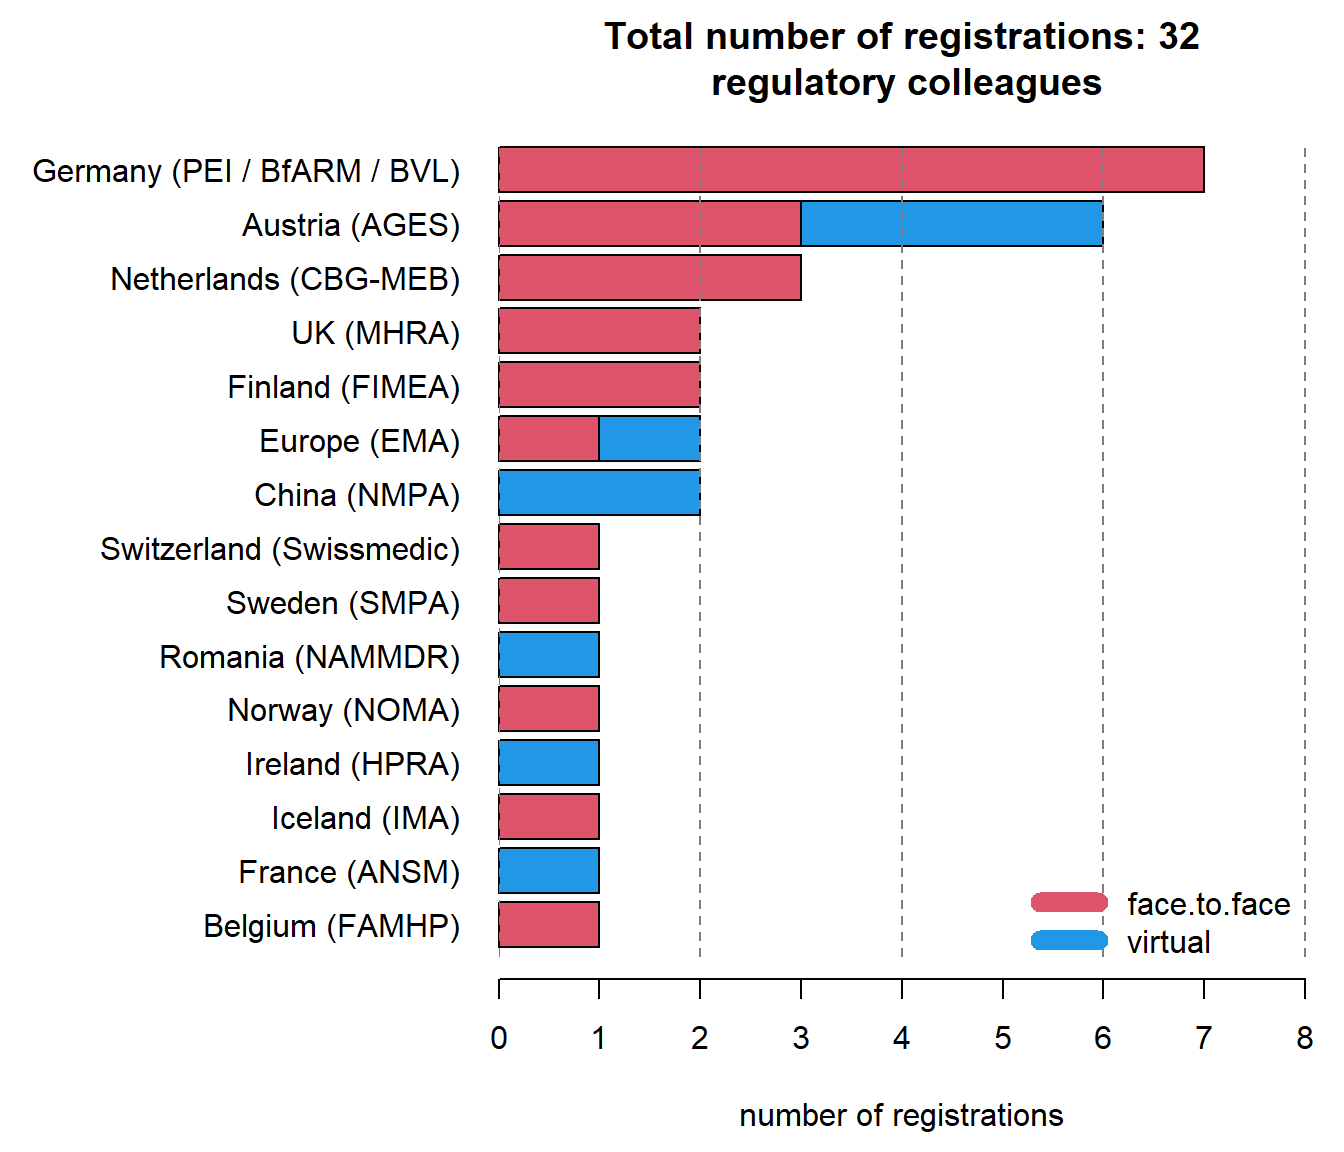 Total number of registrations: 32
regulatory colleagues
Germany (PEI / BfARM / BVL)
Austria (AGES)
Netherlands (CBG-MEB)
UK (MHRA)
Finland (FIMEA)
Europe (EMA)
China (NMPA)
Switzerland (Swissmedic)
Sweden (SMPA)
Romania (NAMMDR)
Norway (NOMA)
Ireland (HPRA)
Iceland (IMA)
France (ANSM)
Belgium (FAMHP)
face.to.face
virtual
0 1 2 3 4 5 6 7 8
number of registrations